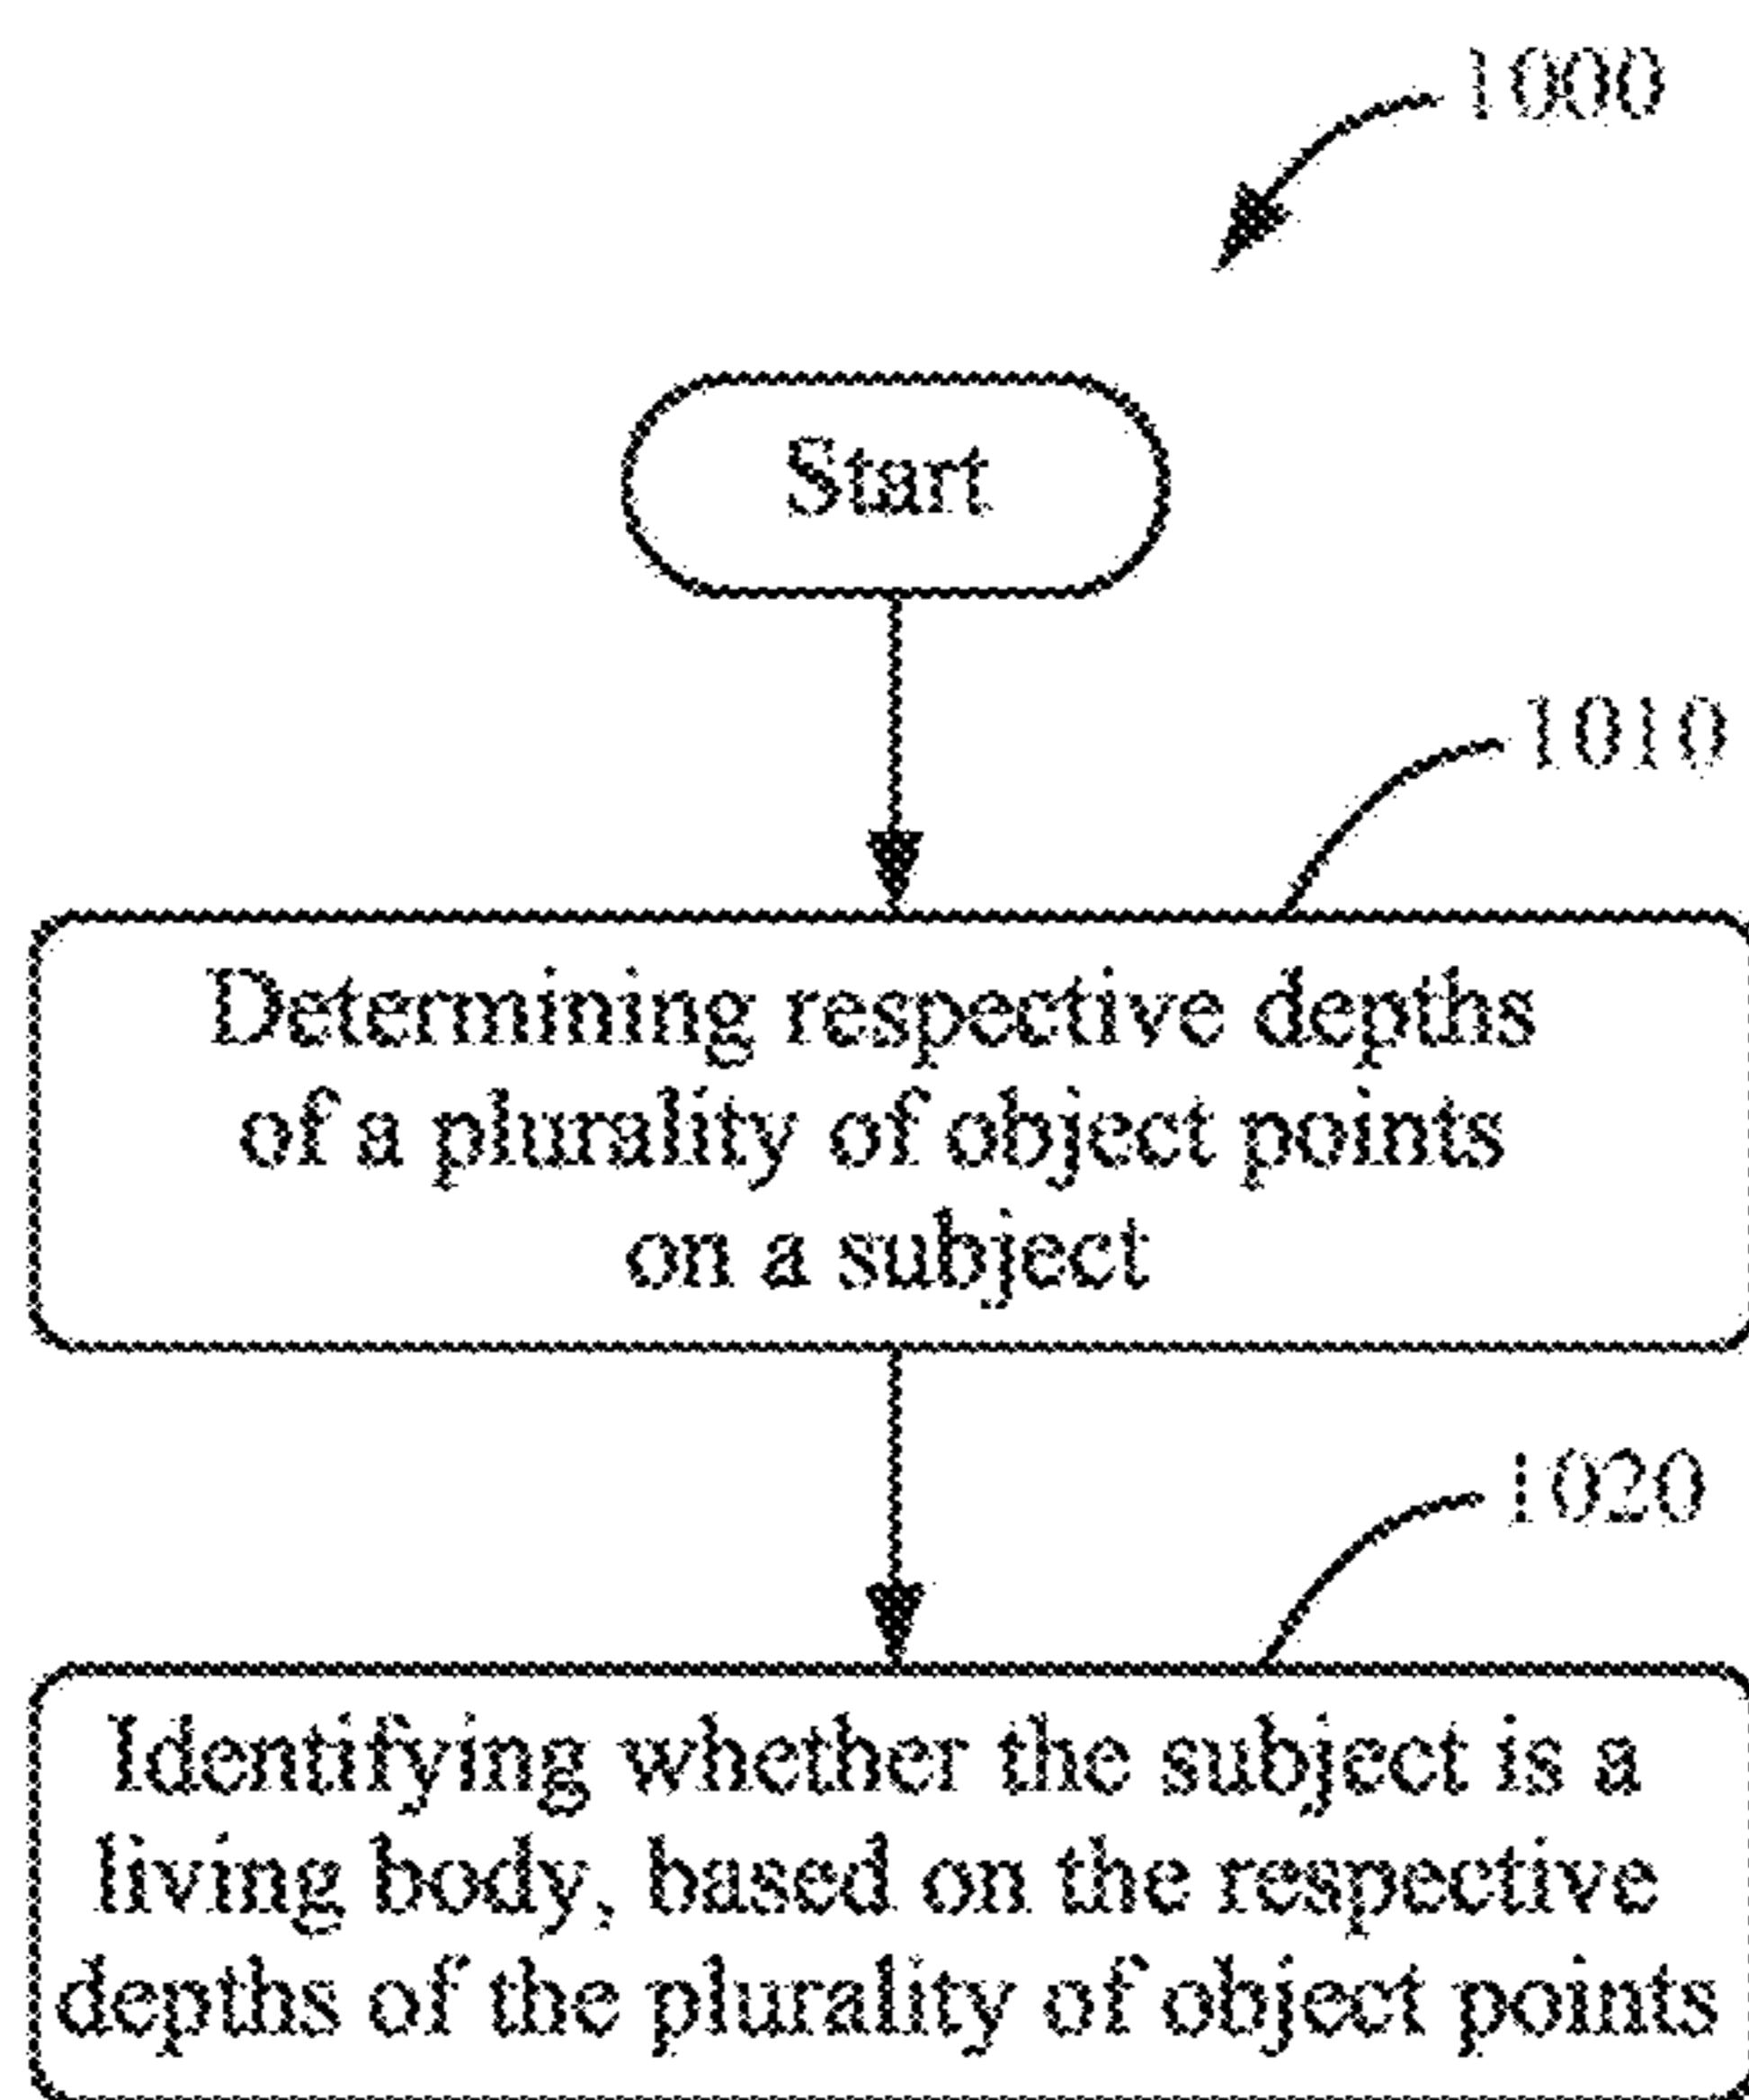 1000
Start
1010
Determining respective depths
of a plurality of object points
on a subject
1020
Identifying whether the subject is a
living body, based on the respective
depths of the plurality of object points